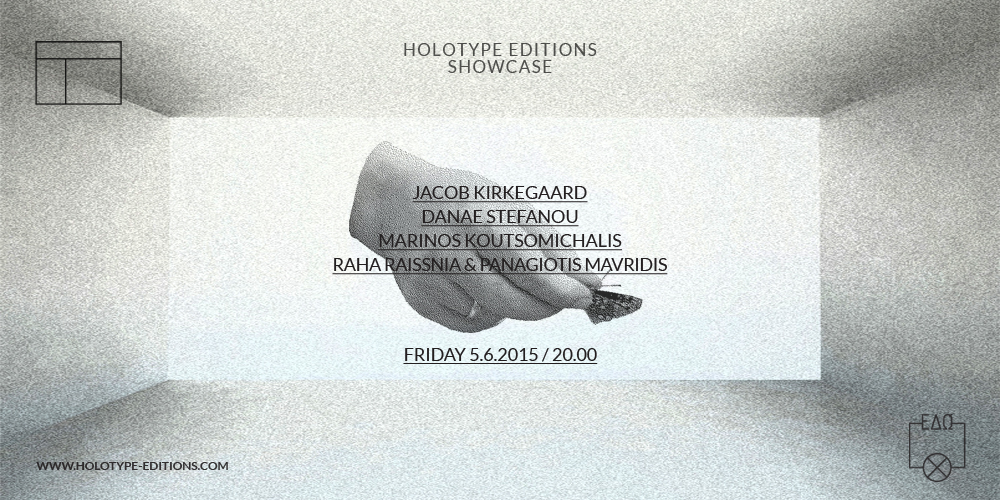 HOLOTYPE EDITIONS
SHOWCASE
JACOB KIRKEGAARD
DANAE STEFANOU
MARINOS KOUTSOMICHALIS
RAHA RAISSNIA & PANAGIOTIS MAVRIDIS
FRIDAY 5.6.2015 / 20.00
ΕΔΩ
WWW.HOLOTYPE-EDITIONS.COM